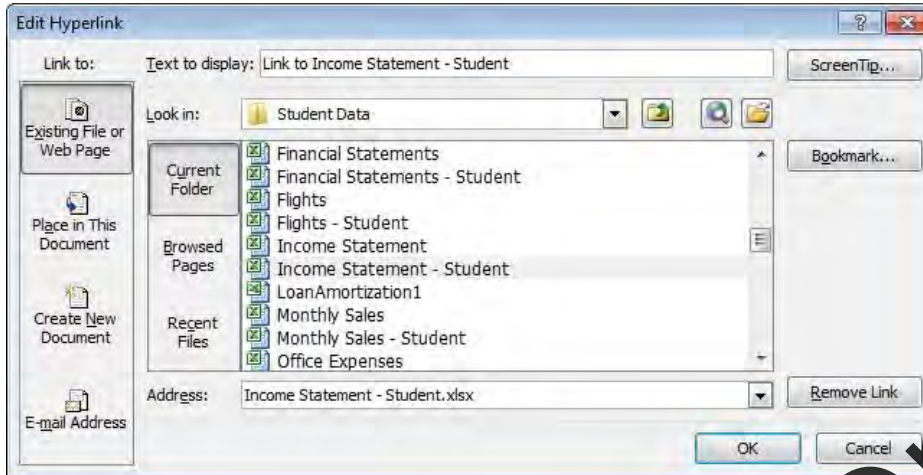 Edit Hyperlink
Link to:
Text to display: Link to Income Statement - Student
ScreenTip...
Existing File or
Web Page
Place in This
Document
Create New
Document
E-mail Address
Look in:
Student Data
Current
Folder
Browsed
Pages
Recent
Files
Financial Statements
Financial Statements - Student
Flights
Flights - Student
Income Statement
Income Statement - Student
LoanAmortization1
Monthly Sales
Monthly Sales - Student
Office Expenses
Bookmark...
Address: Income Statement - Student.xlsx
Remove Link
OK
Cancel